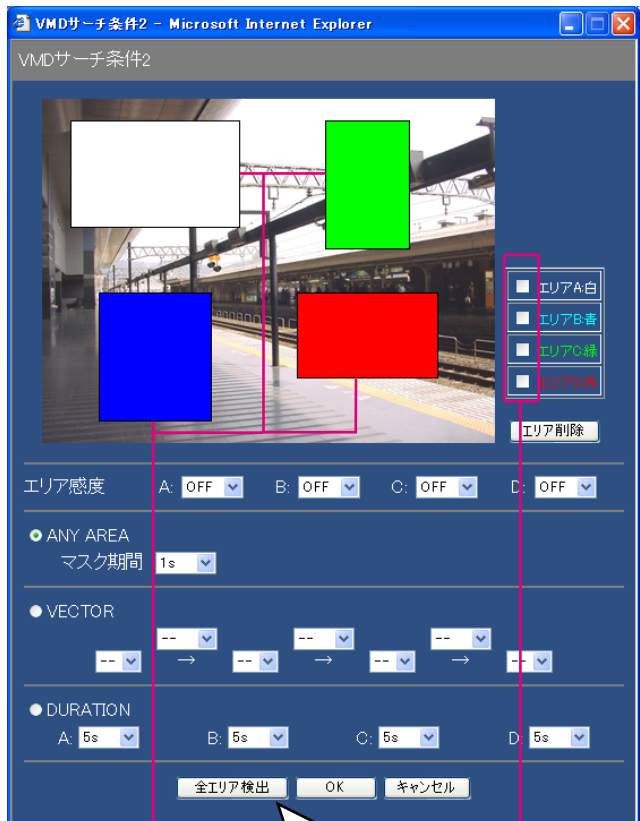 VMDサーチ条件2 - Microsoft Internet Explorer
VMDサーチ条件2
エリアA:白
エリアB:青
エリアC:緑
エリアD:赤
エリア削除
エリア感度 A: OFF B: OFF C: OFF D: OFF
ANY AREA
マスク期間 1s
VECTOR
-- -- --
-- → -- → -- → --
DURATION
A: 5s B: 5s C: 5s D: 5s
全エリア検出 OK キャンセル